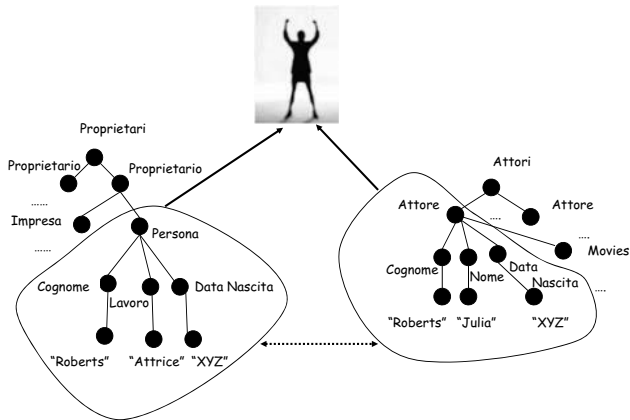 Proprietari
Proprietario
Proprietario
......
Impresa
......
Persona
Cognome
Lavoro
Data Nascita
"Roberts"
"Attrice"
"XYZ"
Attori
Attore
....
Attore
....
Movies
Cognome
Nome
Data
Nascita
....
"Roberts"
"Julia"
"XYZ"